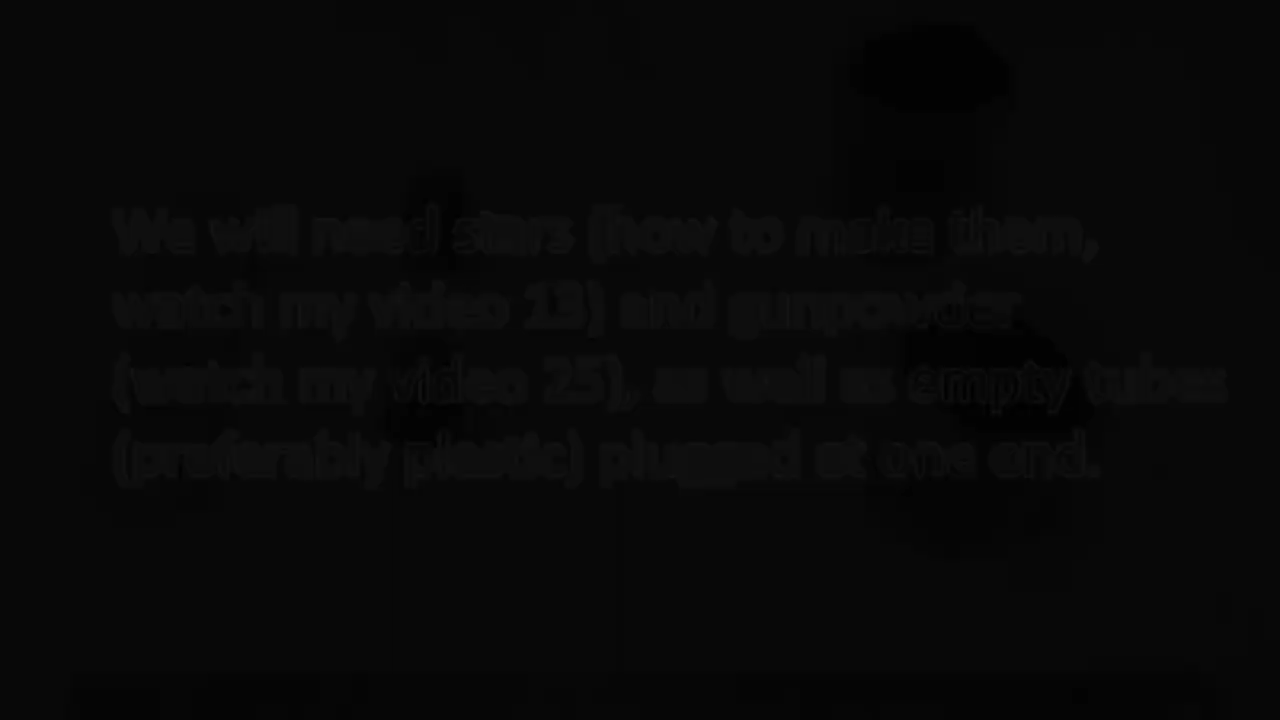 We will need stars (how to make them,
watch my video 13) and gunpowder
(watch my video 25), as well as empty tubes
(preferably plastic) plugged at one end.